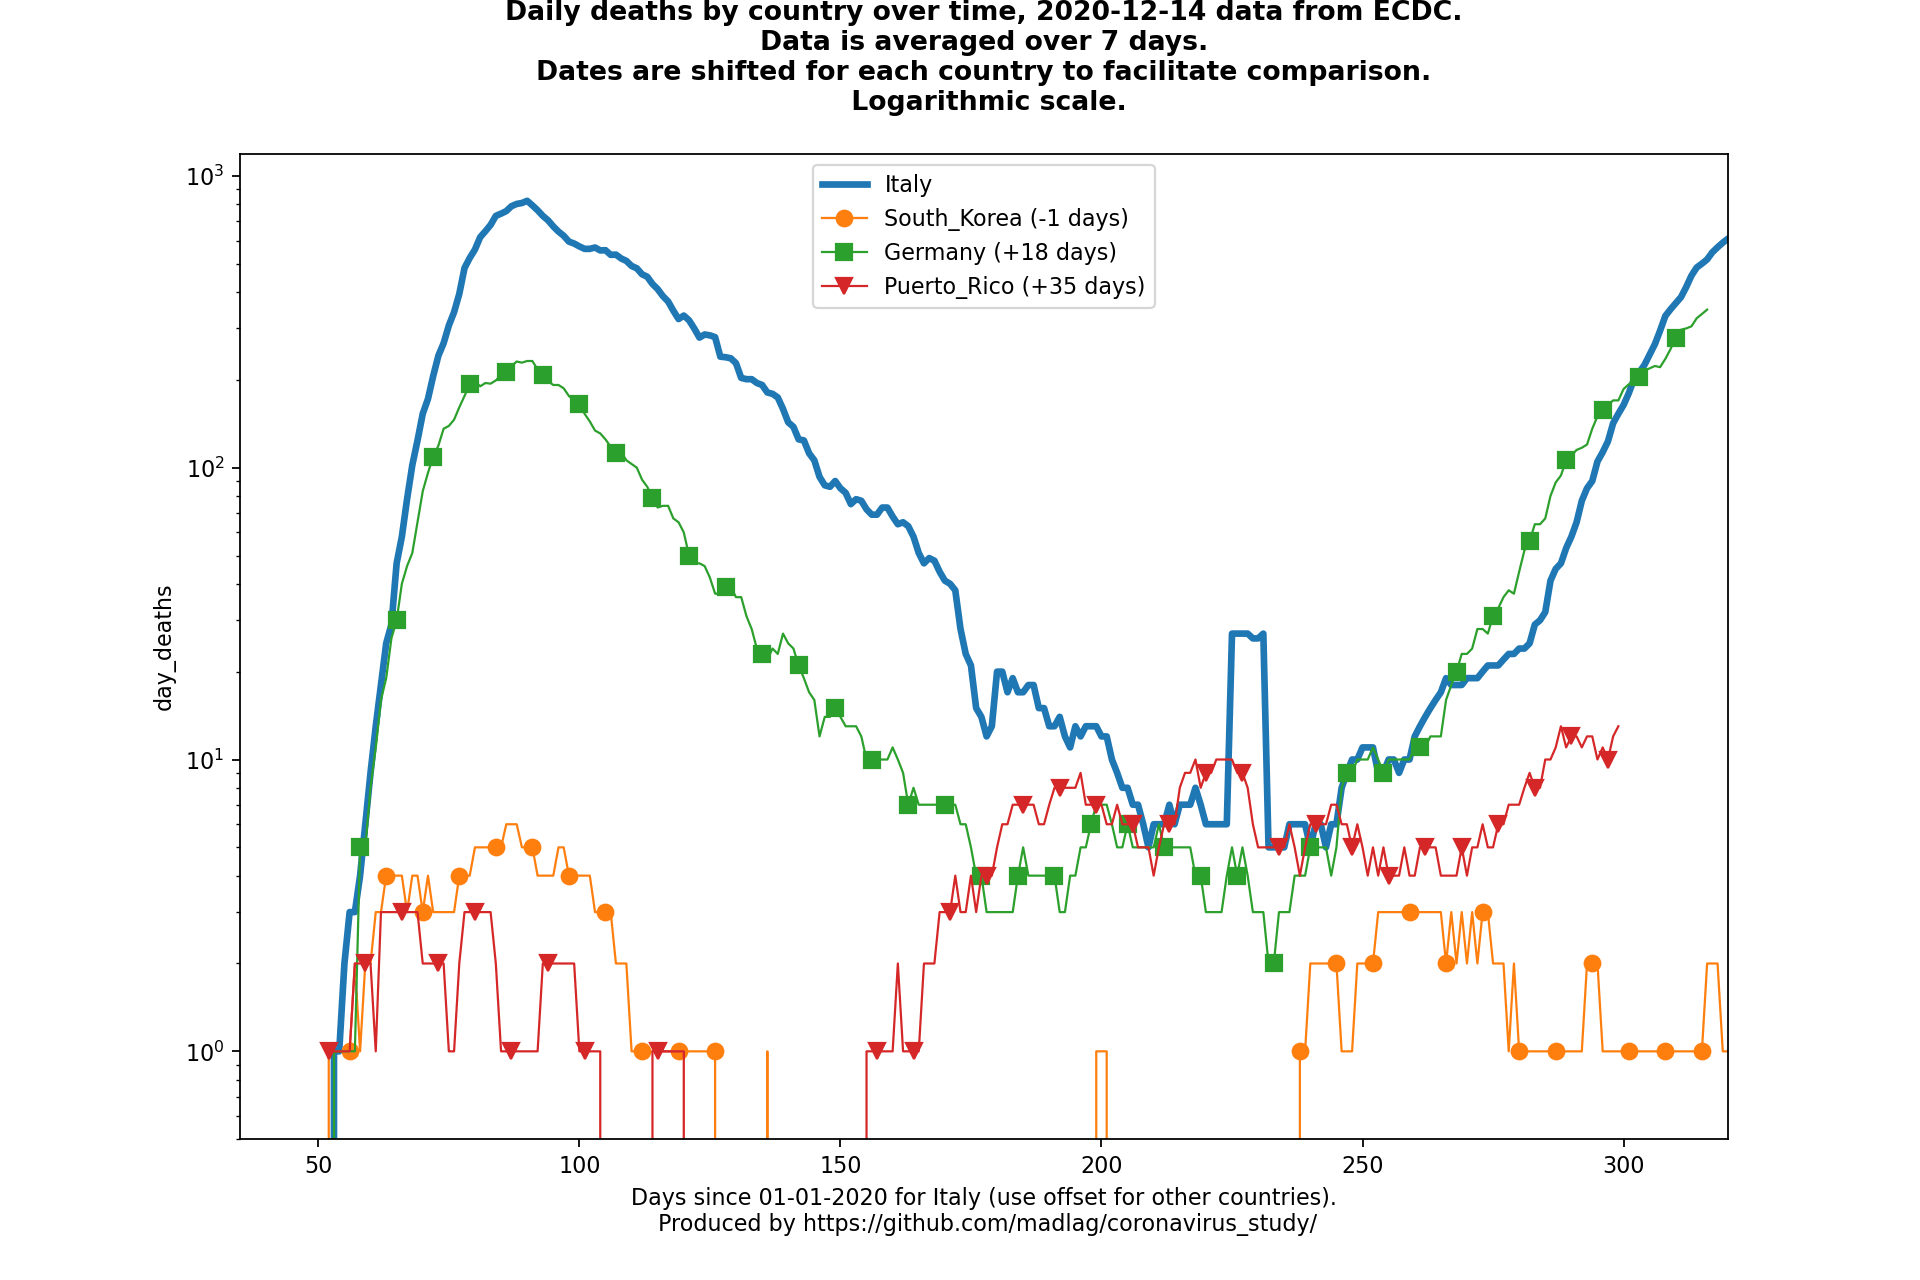 Daily deaths by country over time, 2020-12-14 data from ECDC.
Data is averaged over 7 days.
Dates are shifted for each country to facilitate comparison.
Logarithmic scale.
10³
Italy
South_Korea (-1 days)
Germany (+18 days)
Puerto_Rico (+35 days)
10²
day_deaths
10¹
10⁰
50 100 150 200 250 300
Days since 01-01-2020 for Italy (use offset for other countries).
Produced by https://github.com/madlag/coronavirus_study/